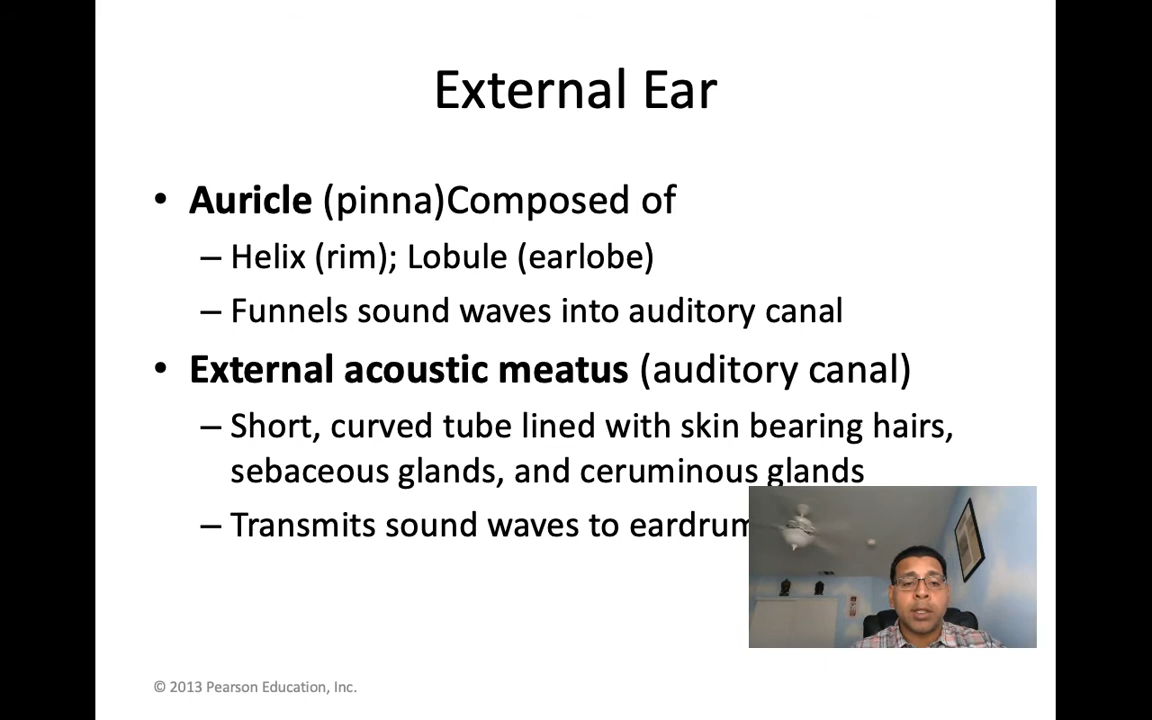 External Ear
• Auricle (pinna)Composed of
– Helix (rim); Lobule (earlobe)
– Funnels sound waves into auditory canal
• External acoustic meatus (auditory canal)
– Short, curved tube lined with skin bearing hairs,
sebaceous glands, and ceruminous glands
– Transmits sound waves to eardrum
© 2013 Pearson Education, Inc.